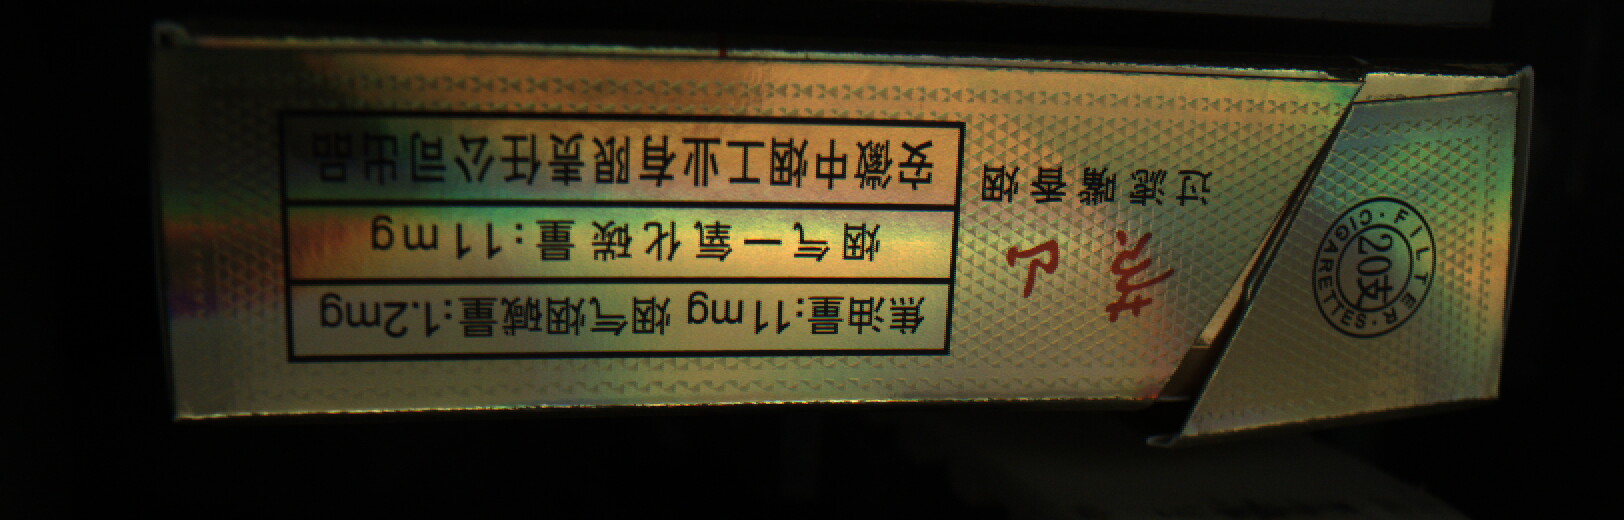 FILTER·CIGARETTES·
20支
黄山
过滤嘴香烟
焦油量:11mg 烟气烟碱量:1.2mg
烟气一氧化碳量:11mg
安徽中烟工业有限责任公司出品